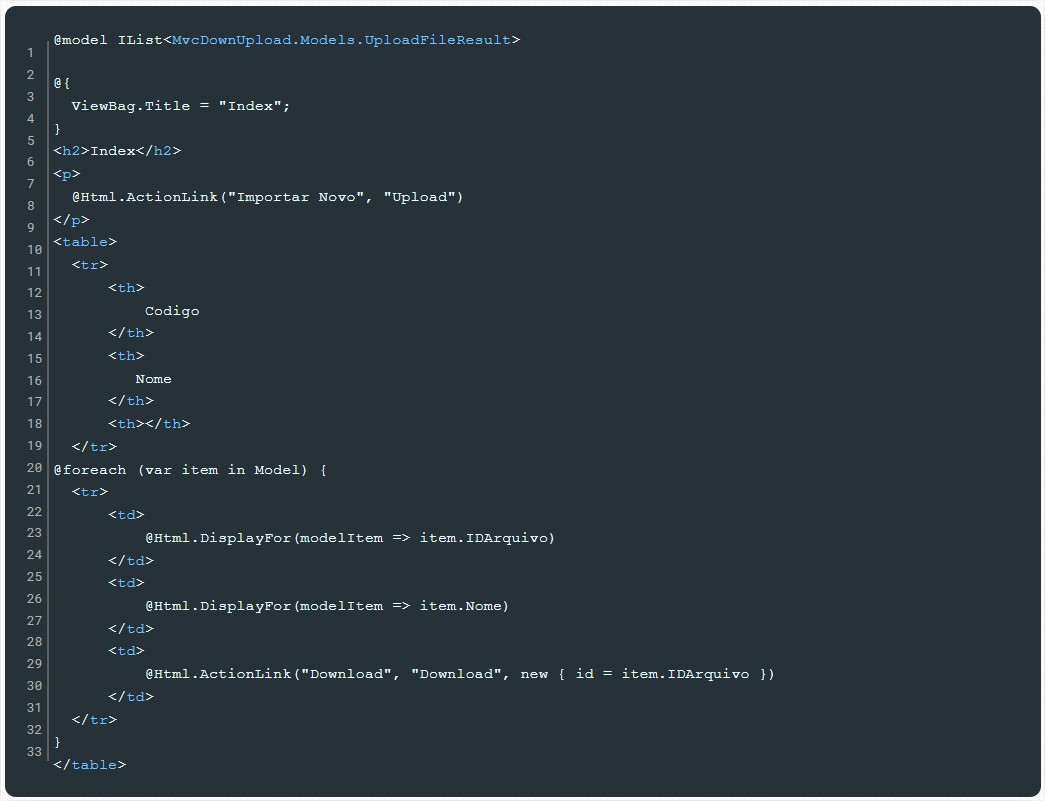 1 @model IList<MvcDownUpload.Models.UploadFileResult>
2
3 @{
4   ViewBag.Title = "Index";
5 }
6 <h2>Index</h2>
7 <p>
8   @Html.ActionLink("Importar Novo", "Upload")
9 </p>
10 <table>
11   <tr>
12       <th>
13           Codigo
14       </th>
15       <th>
16          Nome
17       </th>
18       <th></th>
19   </tr>
20 @foreach (var item in Model) {
21   <tr>
22       <td>
23           @Html.DisplayFor(modelItem => item.IDArquivo)
24       </td>
25       <td>
26           @Html.DisplayFor(modelItem => item.Nome)
27       </td>
28       <td>
29           @Html.ActionLink("Download", "Download", new { id = item.IDArquivo })
30       </td>
31   </tr>
32 }
33 </table>